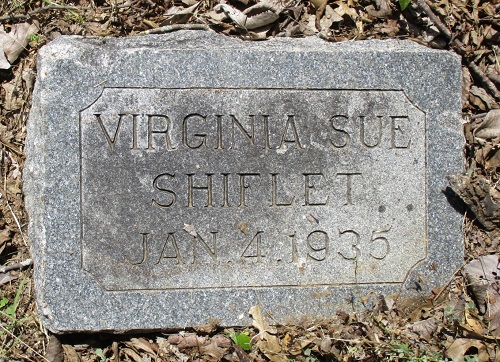 VIRGINIA SUE
SHIFLET
JAN. 4. 1935